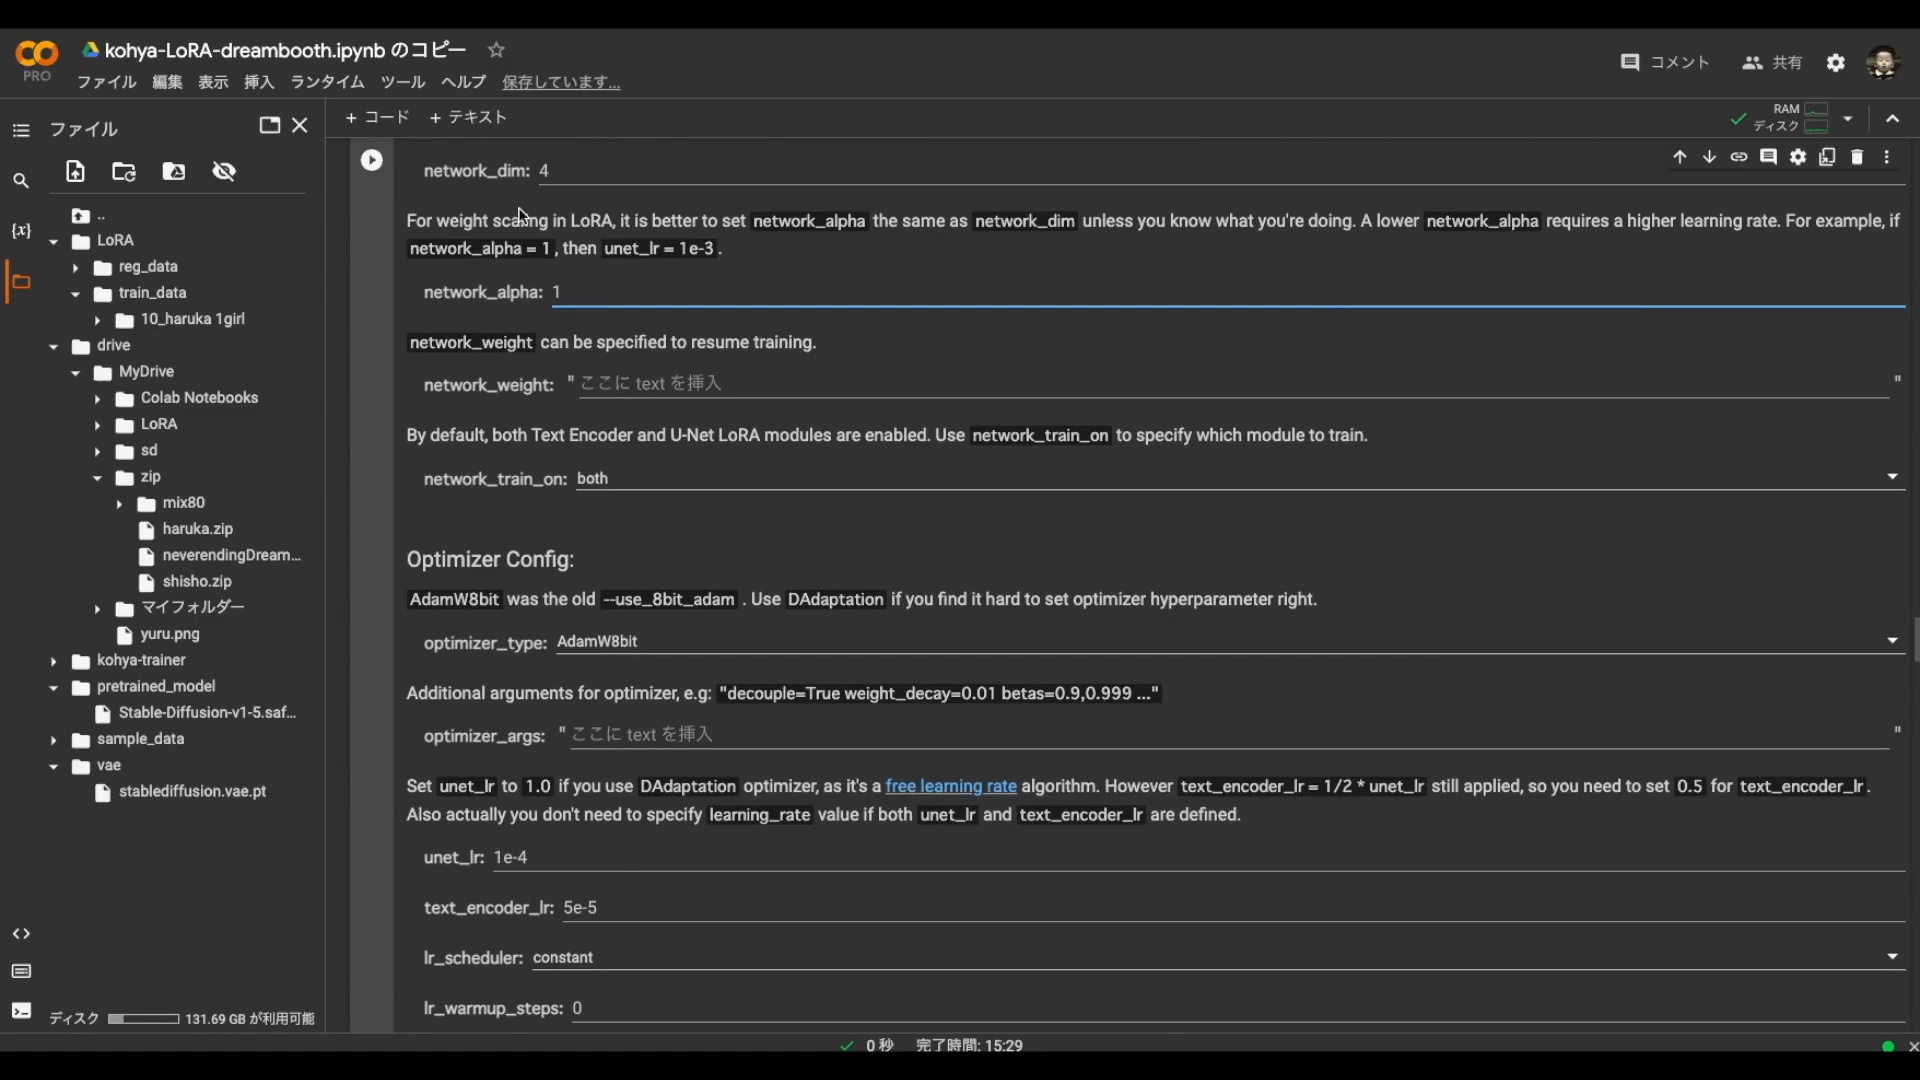 kohya-LoRA-dreambooth.ipynb のコピー
PRO
ファイル 編集 表示 挿入 ランタイム ツール ヘルプ 保存しています...
コメント 共有
ファイル
+ コード + テキスト
RAM
ディスク
..
LoRA
reg_data
train_data
10_haruka 1girl
drive
MyDrive
Colab Notebooks
LoRA
sd
zip
mix80
haruka.zip
neverendingDream...
shisho.zip
マイフォルダー
yuru.png
kohya-trainer
pretrained_model
Stable-Diffusion-v1-5.saf...
sample_data
vae
stablediffusion.vae.pt
ディスク 131.69 GB が利用可能
network_dim: 4
For weight scaling in LoRA, it is better to set network_alpha the same as network_dim unless you know what you're doing. A lower network_alpha requires a higher learning rate. For example, if
network_alpha = 1 , then unet_lr = 1e-3 .
network_alpha: 1
network_weight can be specified to resume training.
network_weight: " ここに text を挿入 "
By default, both Text Encoder and U-Net LoRA modules are enabled. Use network_train_on to specify which module to train.
network_train_on: both
Optimizer Config:
AdamW8bit was the old --use_8bit_adam . Use DAdaptation if you find it hard to set optimizer hyperparameter right.
optimizer_type: AdamW8bit
Additional arguments for optimizer, e.g: "decouple=True weight_decay=0.01 betas=0.9,0.999 ..."
optimizer_args: " ここに text を挿入 "
Set unet_lr to 1.0 if you use DAdaptation optimizer, as it's a free learning rate algorithm. However text_encoder_lr = 1/2 * unet_lr still applied, so you need to set 0.5 for text_encoder_lr .
Also actually you don't need to specify learning_rate value if both unet_lr and text_encoder_lr are defined.
unet_lr: 1e-4
text_encoder_lr: 5e-5
lr_scheduler: constant
lr_warmup_steps: 0
0 秒 完了時間: 15:29